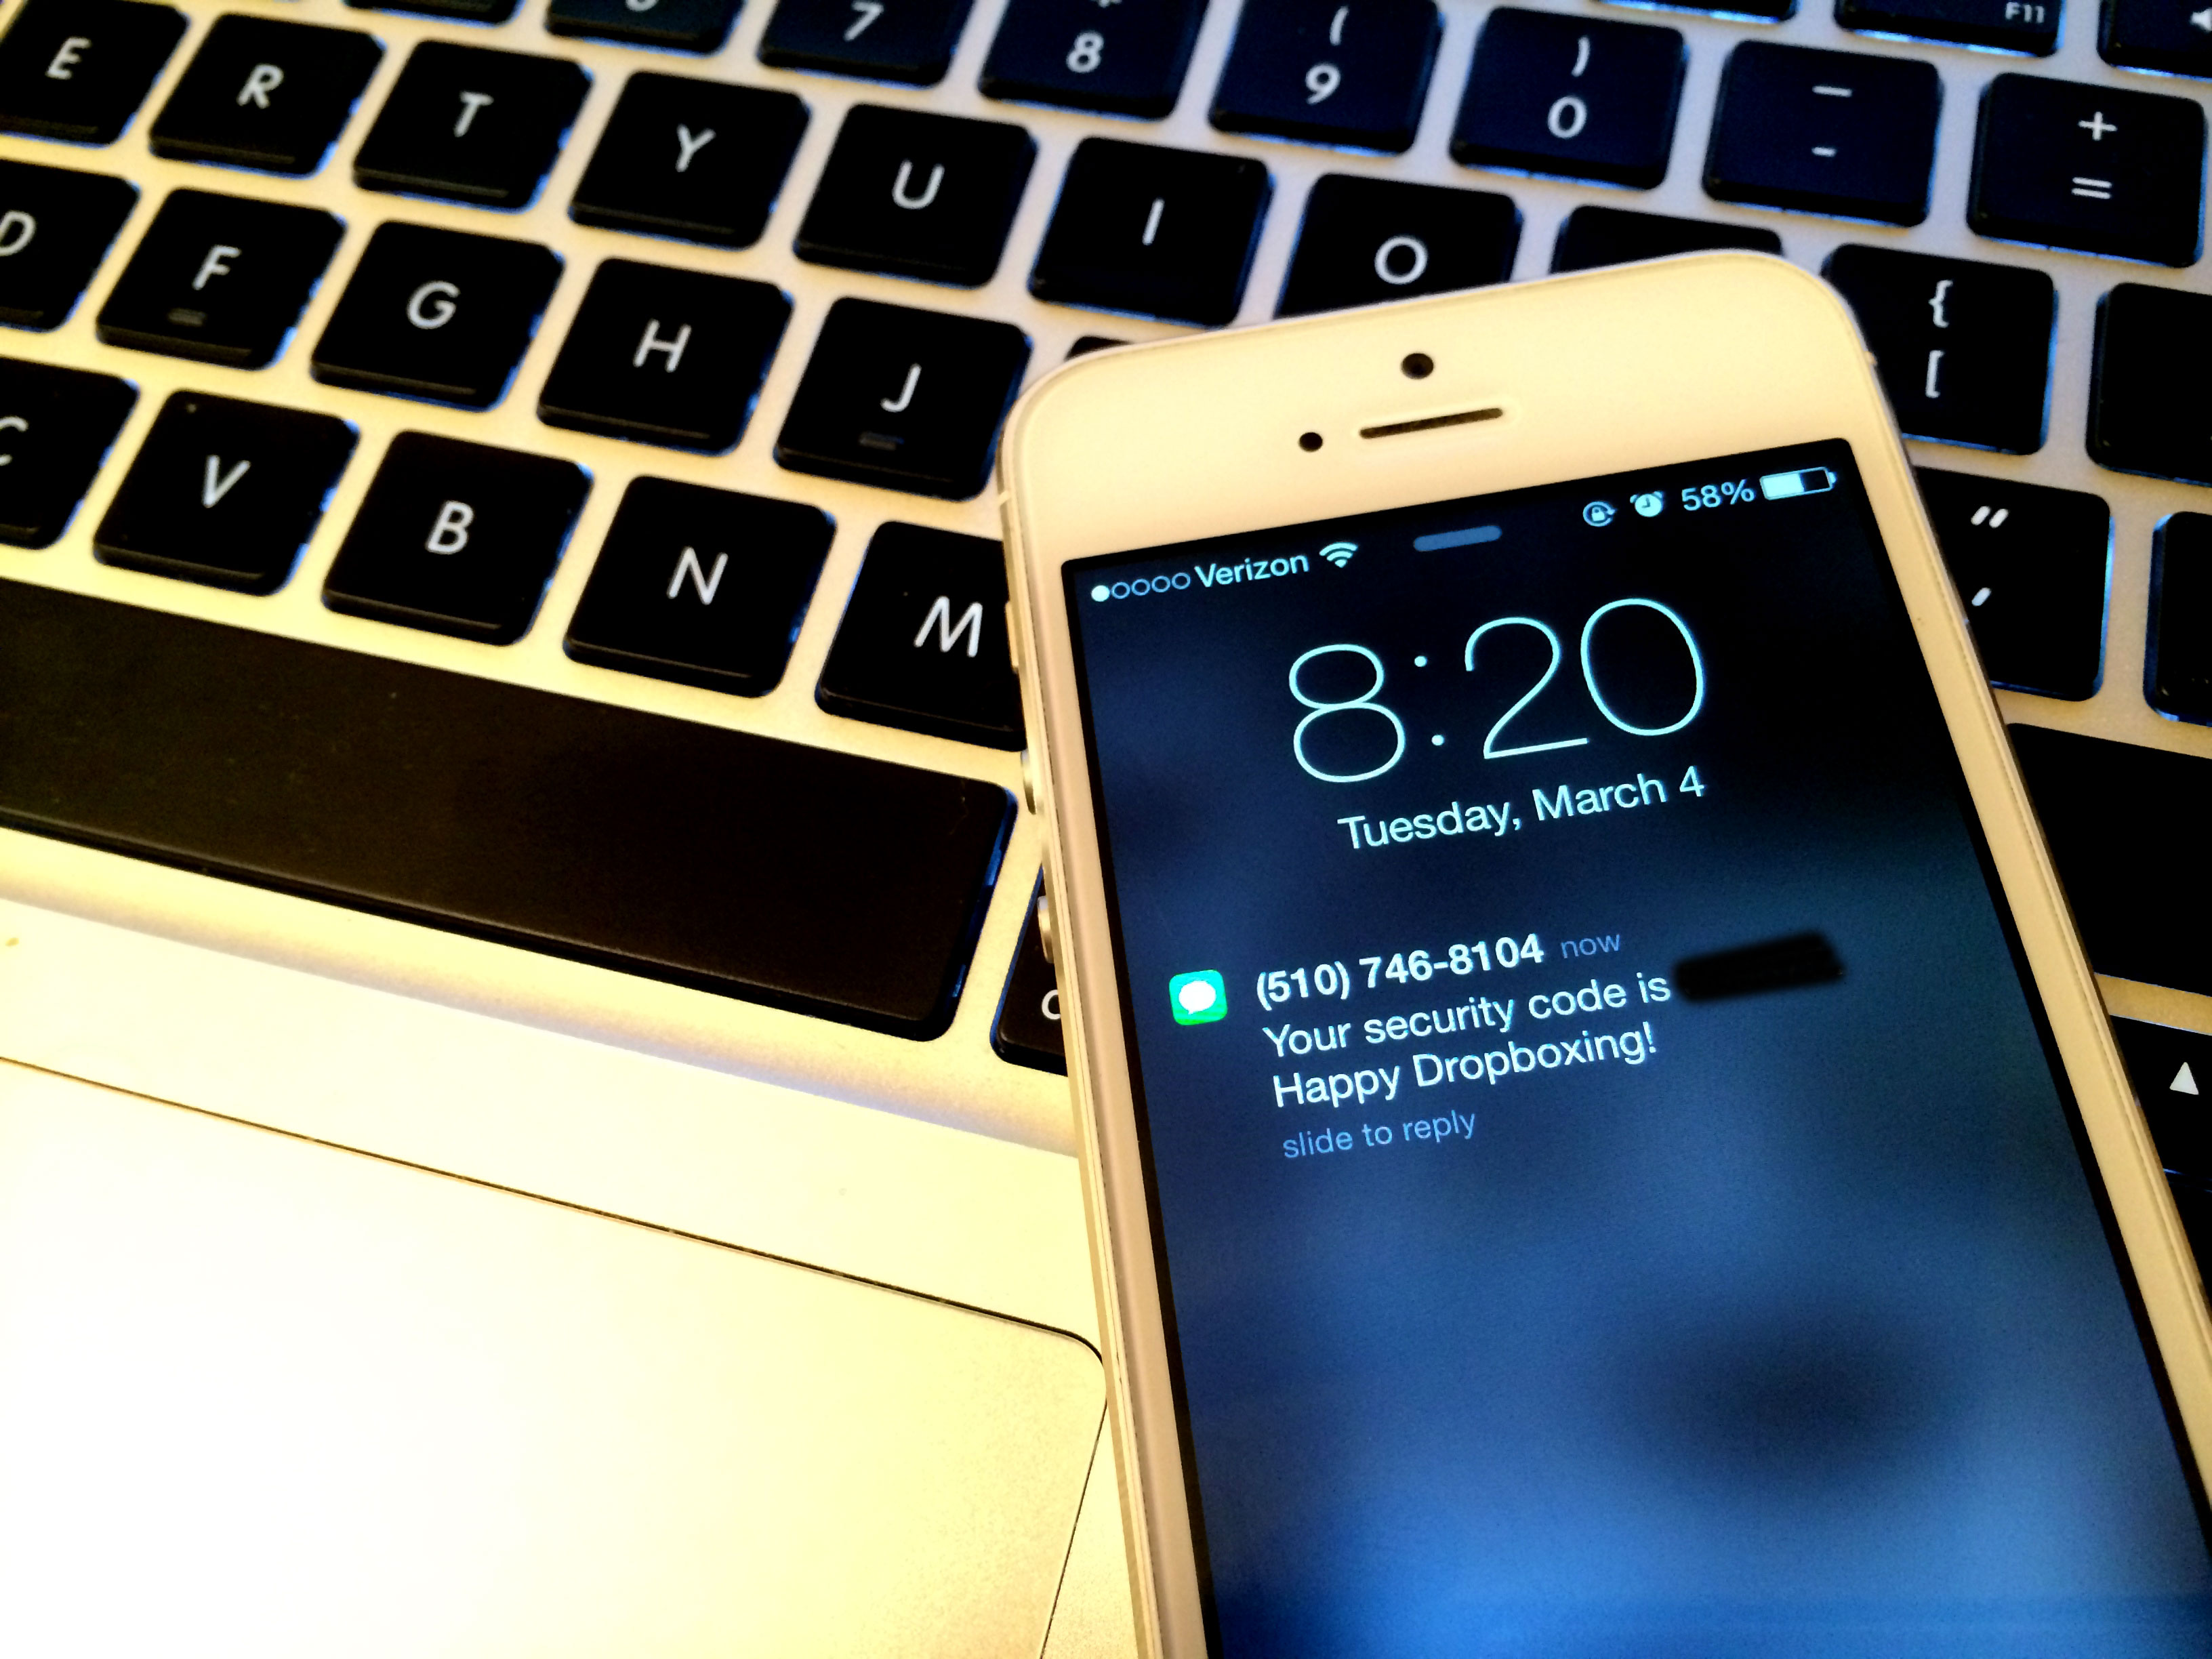 7
8
( 9
) 0
— -
+ =
F11
E R T Y U I O
{ [
D F G H J
" '
C V B N M
Verizon 58%
8:20
Tuesday, March 4
(510) 746-8104 now
Your security code is
Happy Dropboxing!
slide to reply